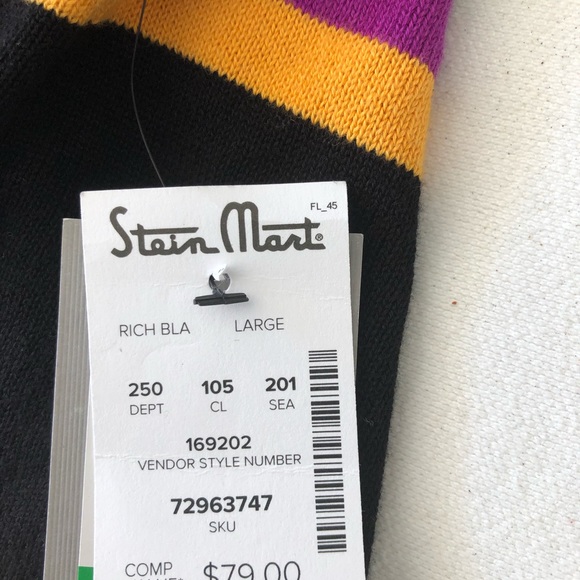 FL_45
Stein Mart®
RICH BLA LARGE
250 105 201
DEPT CL SEA
169202
VENDOR STYLE NUMBER
72963747
SKU
COMP $79.00